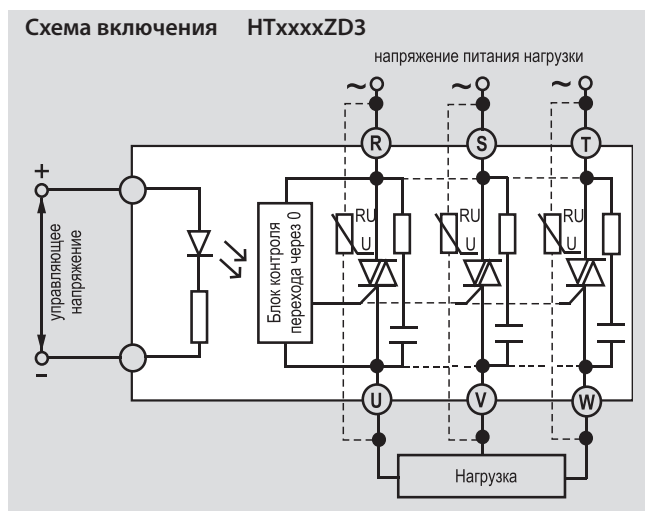 Схема включения HTxxxxZD3
напряжение питания нагрузки
~ ~ ~
R S T
+
управляющее
напряжение
-
Блок контроля
перехода через 0
RU RU RU
U U U
U V W
Нагрузка